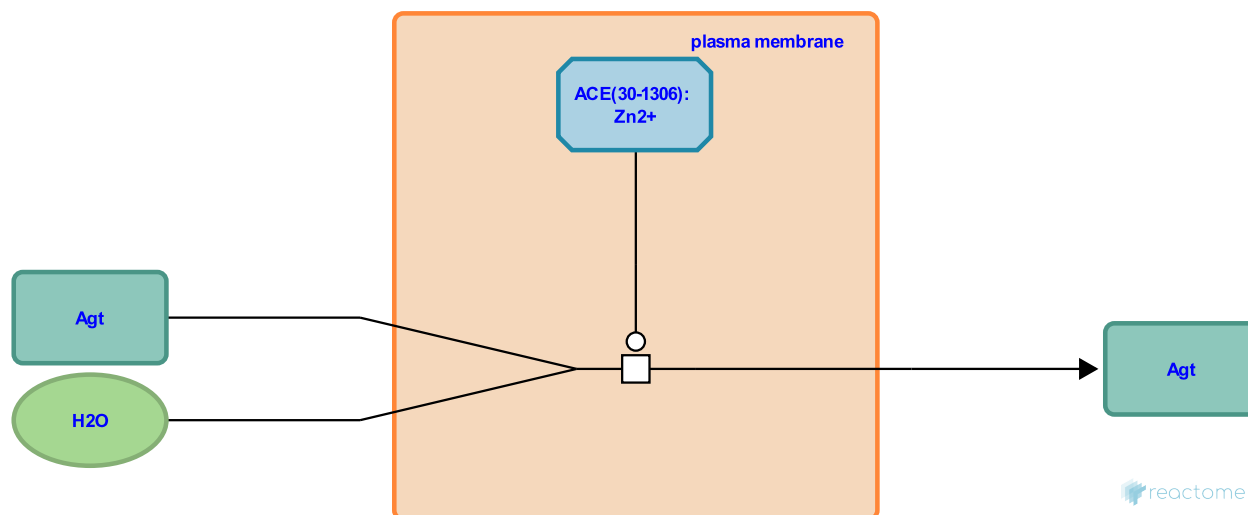 plasma membrane
ACE(30-1306):
Zn2+
Agt
H2O
Agt
reactome